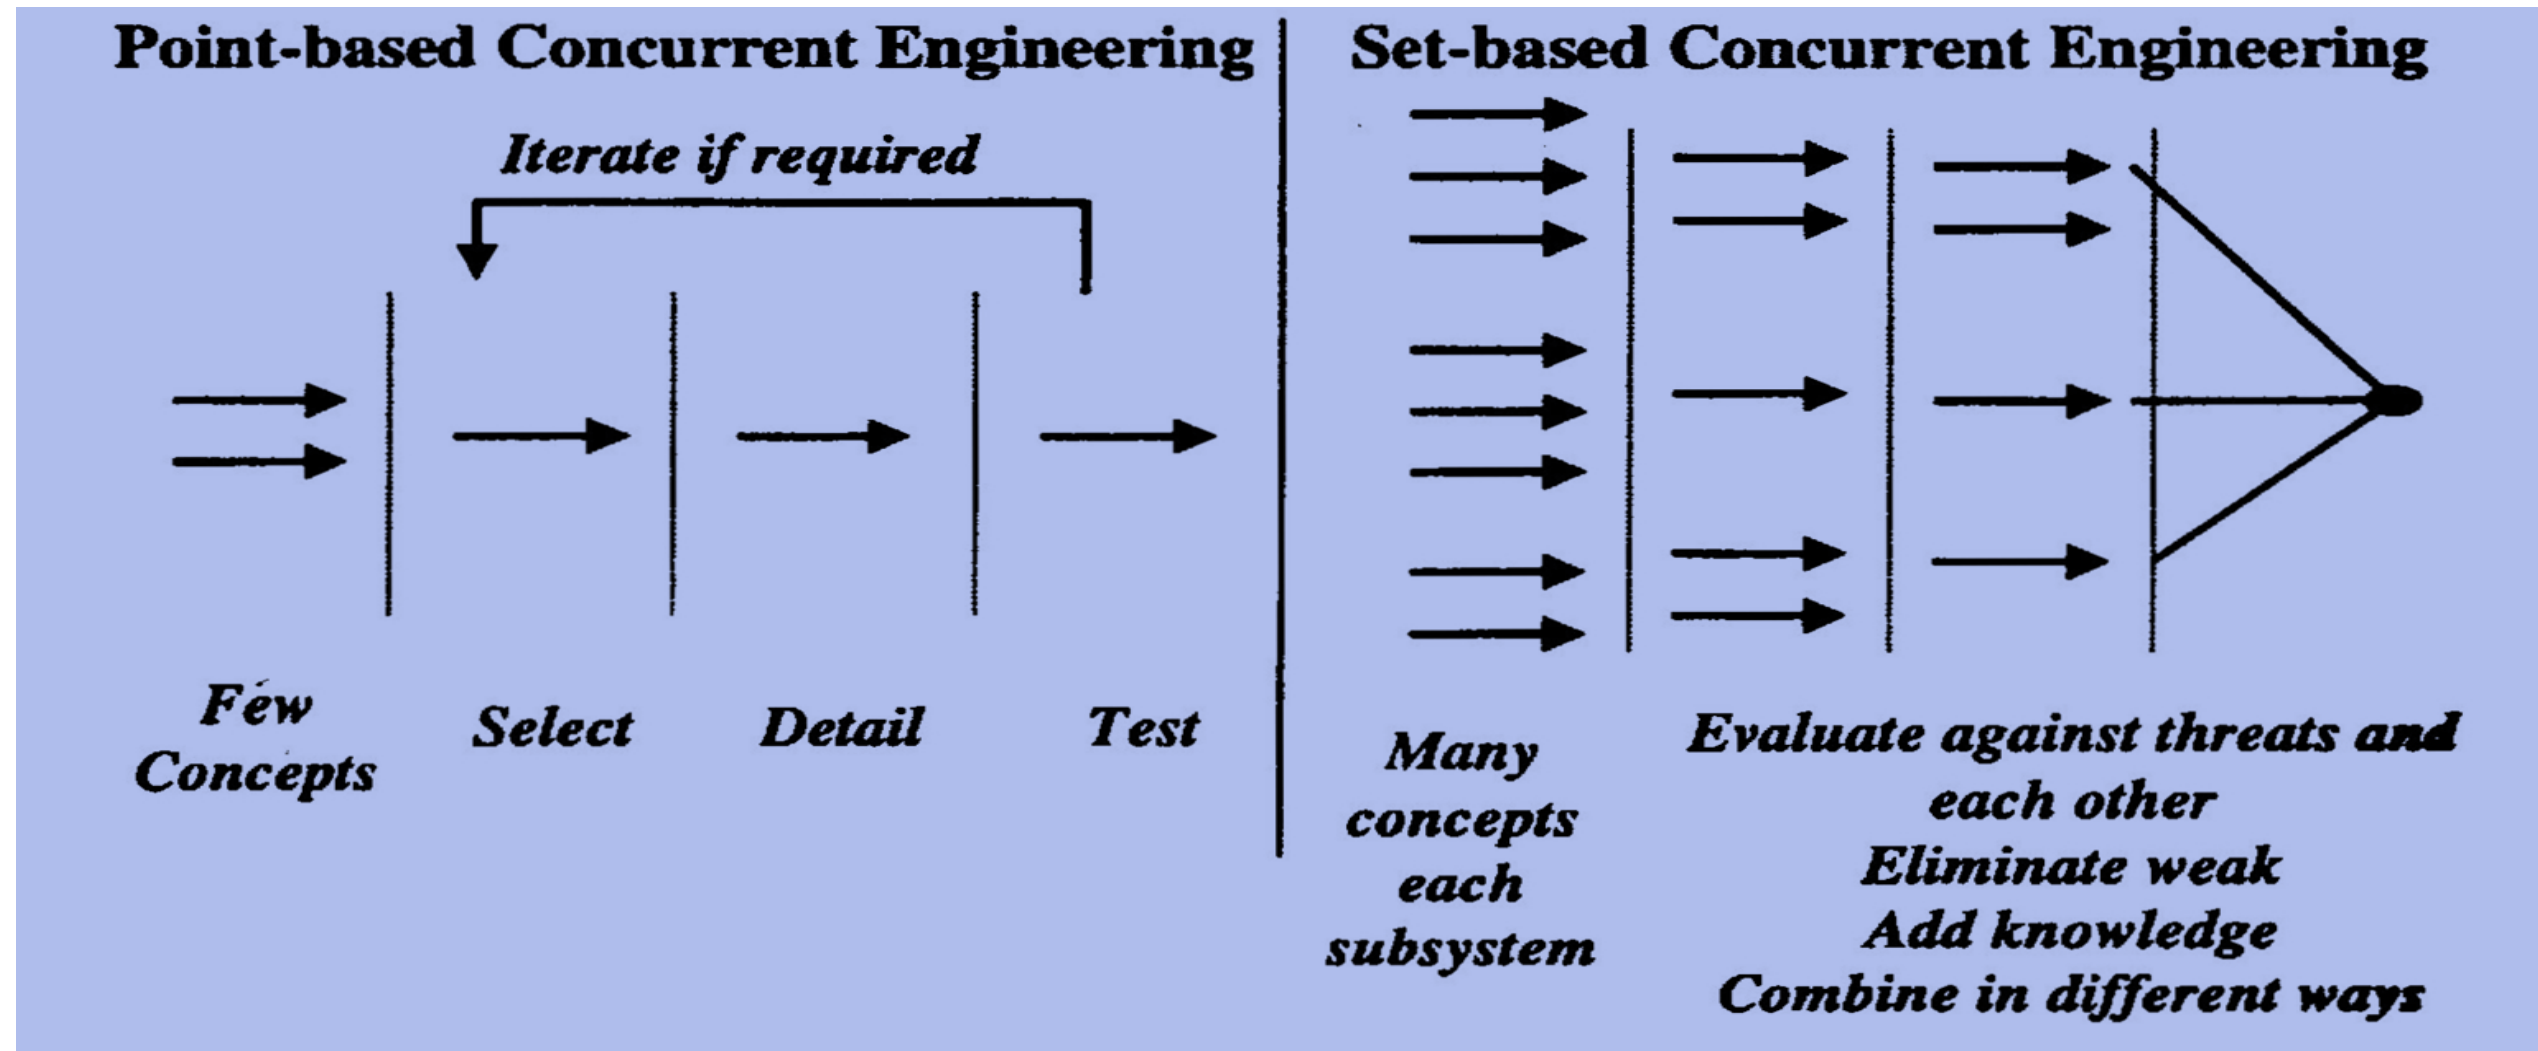 Point-based Concurrent Engineering
Iterate if required
Few
Concepts
Select
Detail
Test
Set-based Concurrent Engineering
Many
concepts
each
subsystem
Evaluate against threats and
each other
Eliminate weak
Add knowledge
Combine in different ways